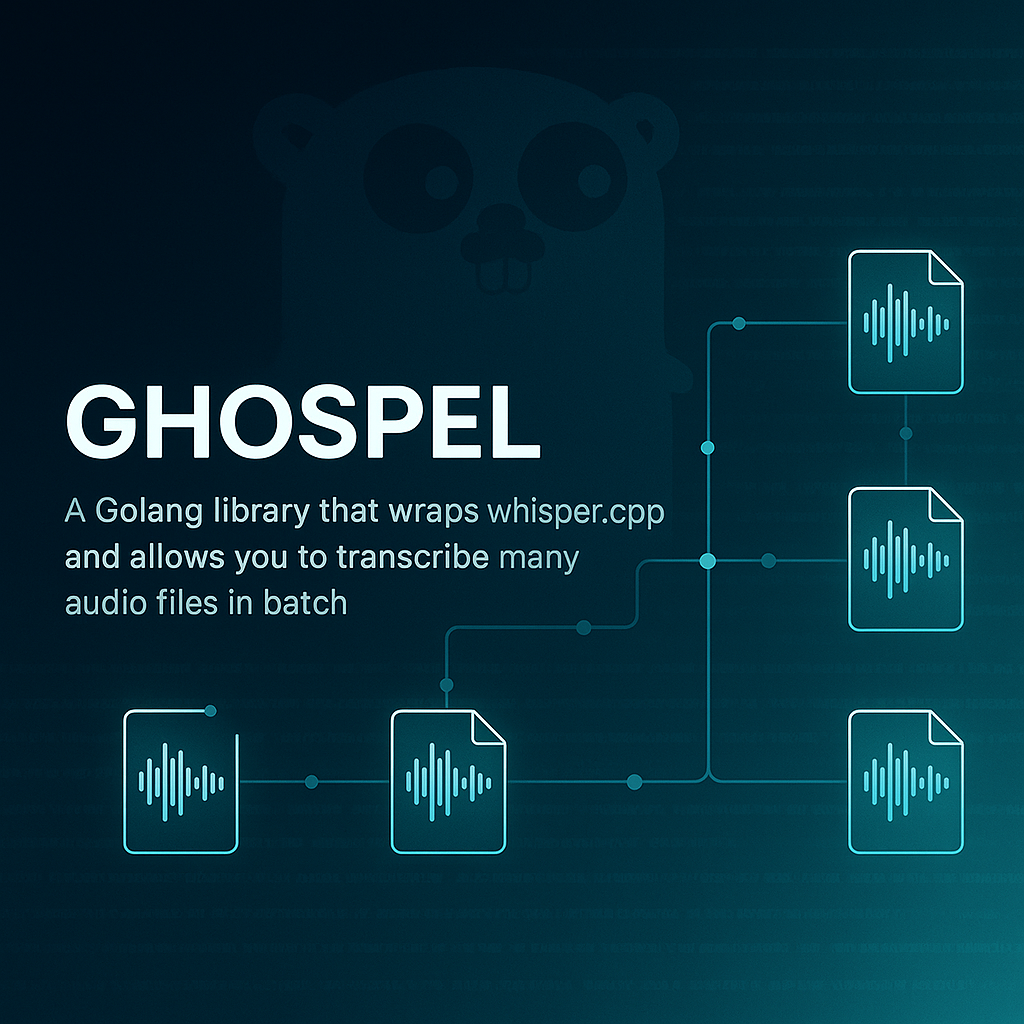 GHOSPEL
A Golang library that wraps whisper.cpp
and allows you to transcribe many
audio files in batch